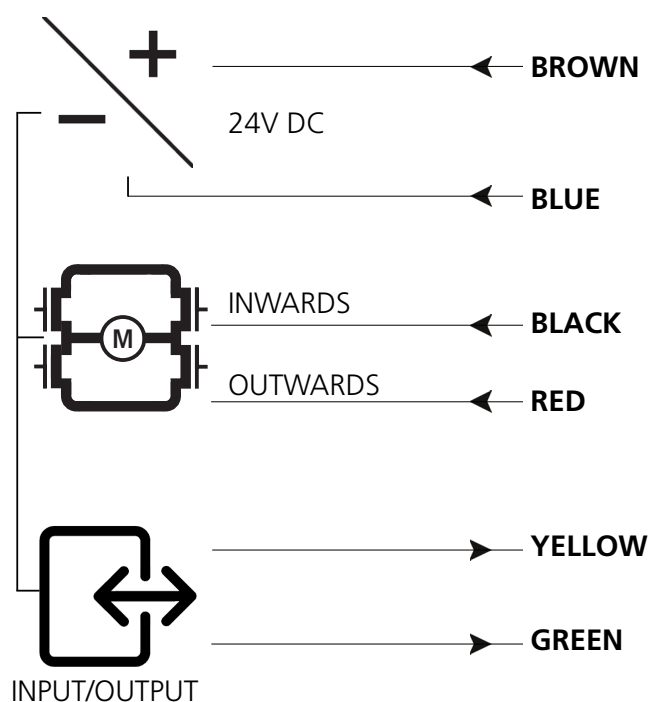 BROWN
24V DC
BLUE
INWARDS
BLACK
M
OUTWARDS
RED
YELLOW
GREEN
INPUT/OUTPUT